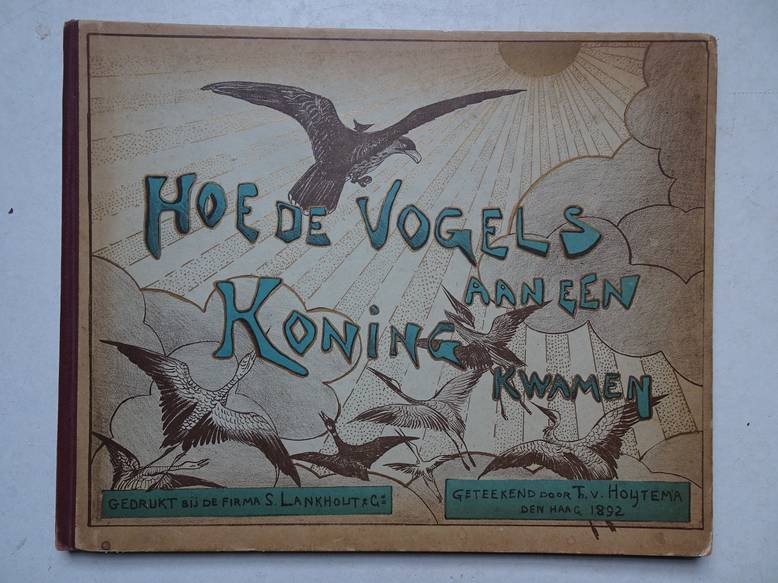 HOE DE VOGELS
AAN EEN
KONING
KWAMEN
GEDRUKT BIJ DE FIRMA S. LANKHOUT & Co
GETEEKEND DOOR TH. V. HOIJTEMA
DEN HAAG 1892